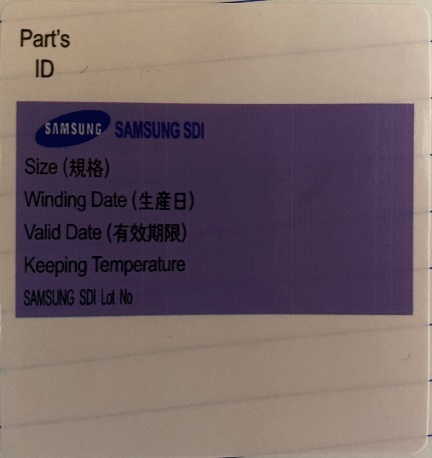 Part's
ID
SAMSUNG SAMSUNG SDI
Size (規格)
Winding Date (生産日)
Valid Date (有效期限)
Keeping Temperature
SAMSUNG SDI Lot No